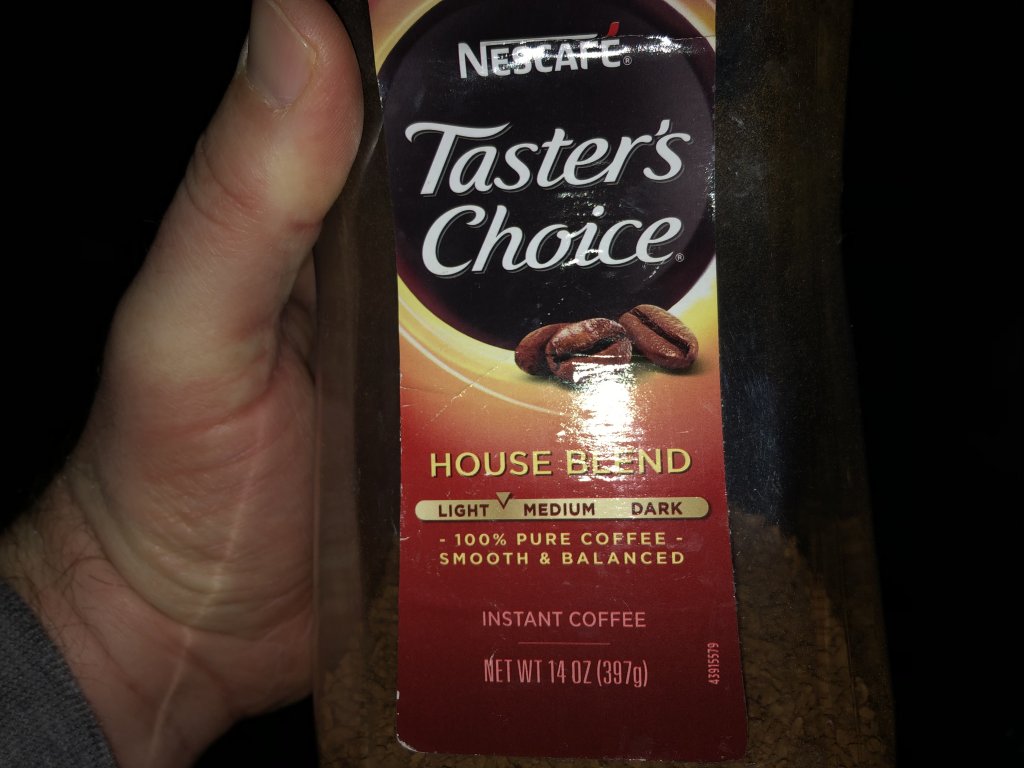 NESCAFÉ®
Taster's
Choice®
HOUSE BLEND
LIGHT MEDIUM DARK
- 100% PURE COFFEE -
SMOOTH & BALANCED
INSTANT COFFEE
NET WT 14 OZ (397g)
43915579